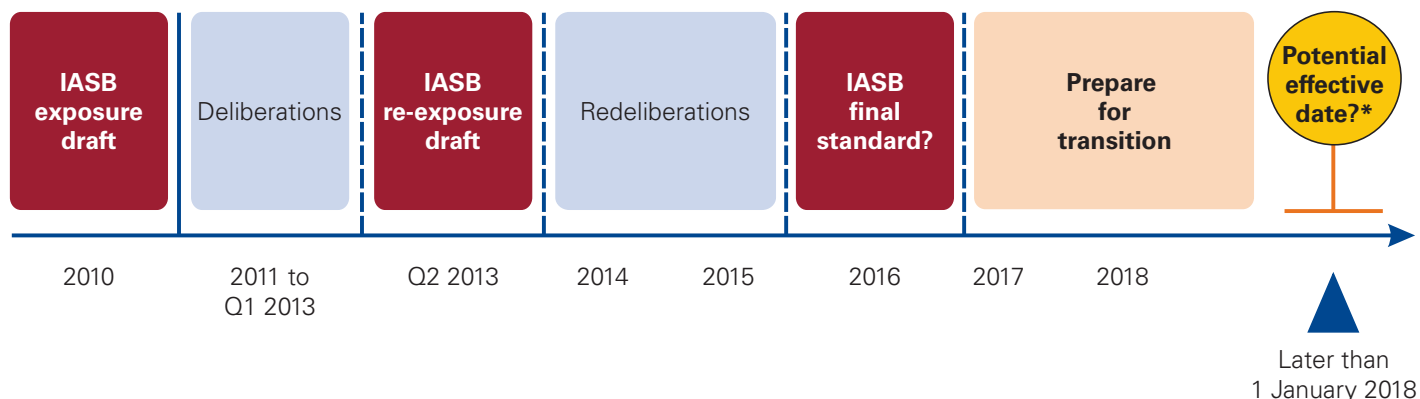 IASB
exposure
draft
Deliberations
IASB
re-exposure
draft
Redeliberations
IASB
final
standard?
Prepare
for
transition
Potential
effective
date?*
2010
2011 to
Q1 2013
Q2 2013
2014
2015
2016
2017
2018
Later than
1 January 2018